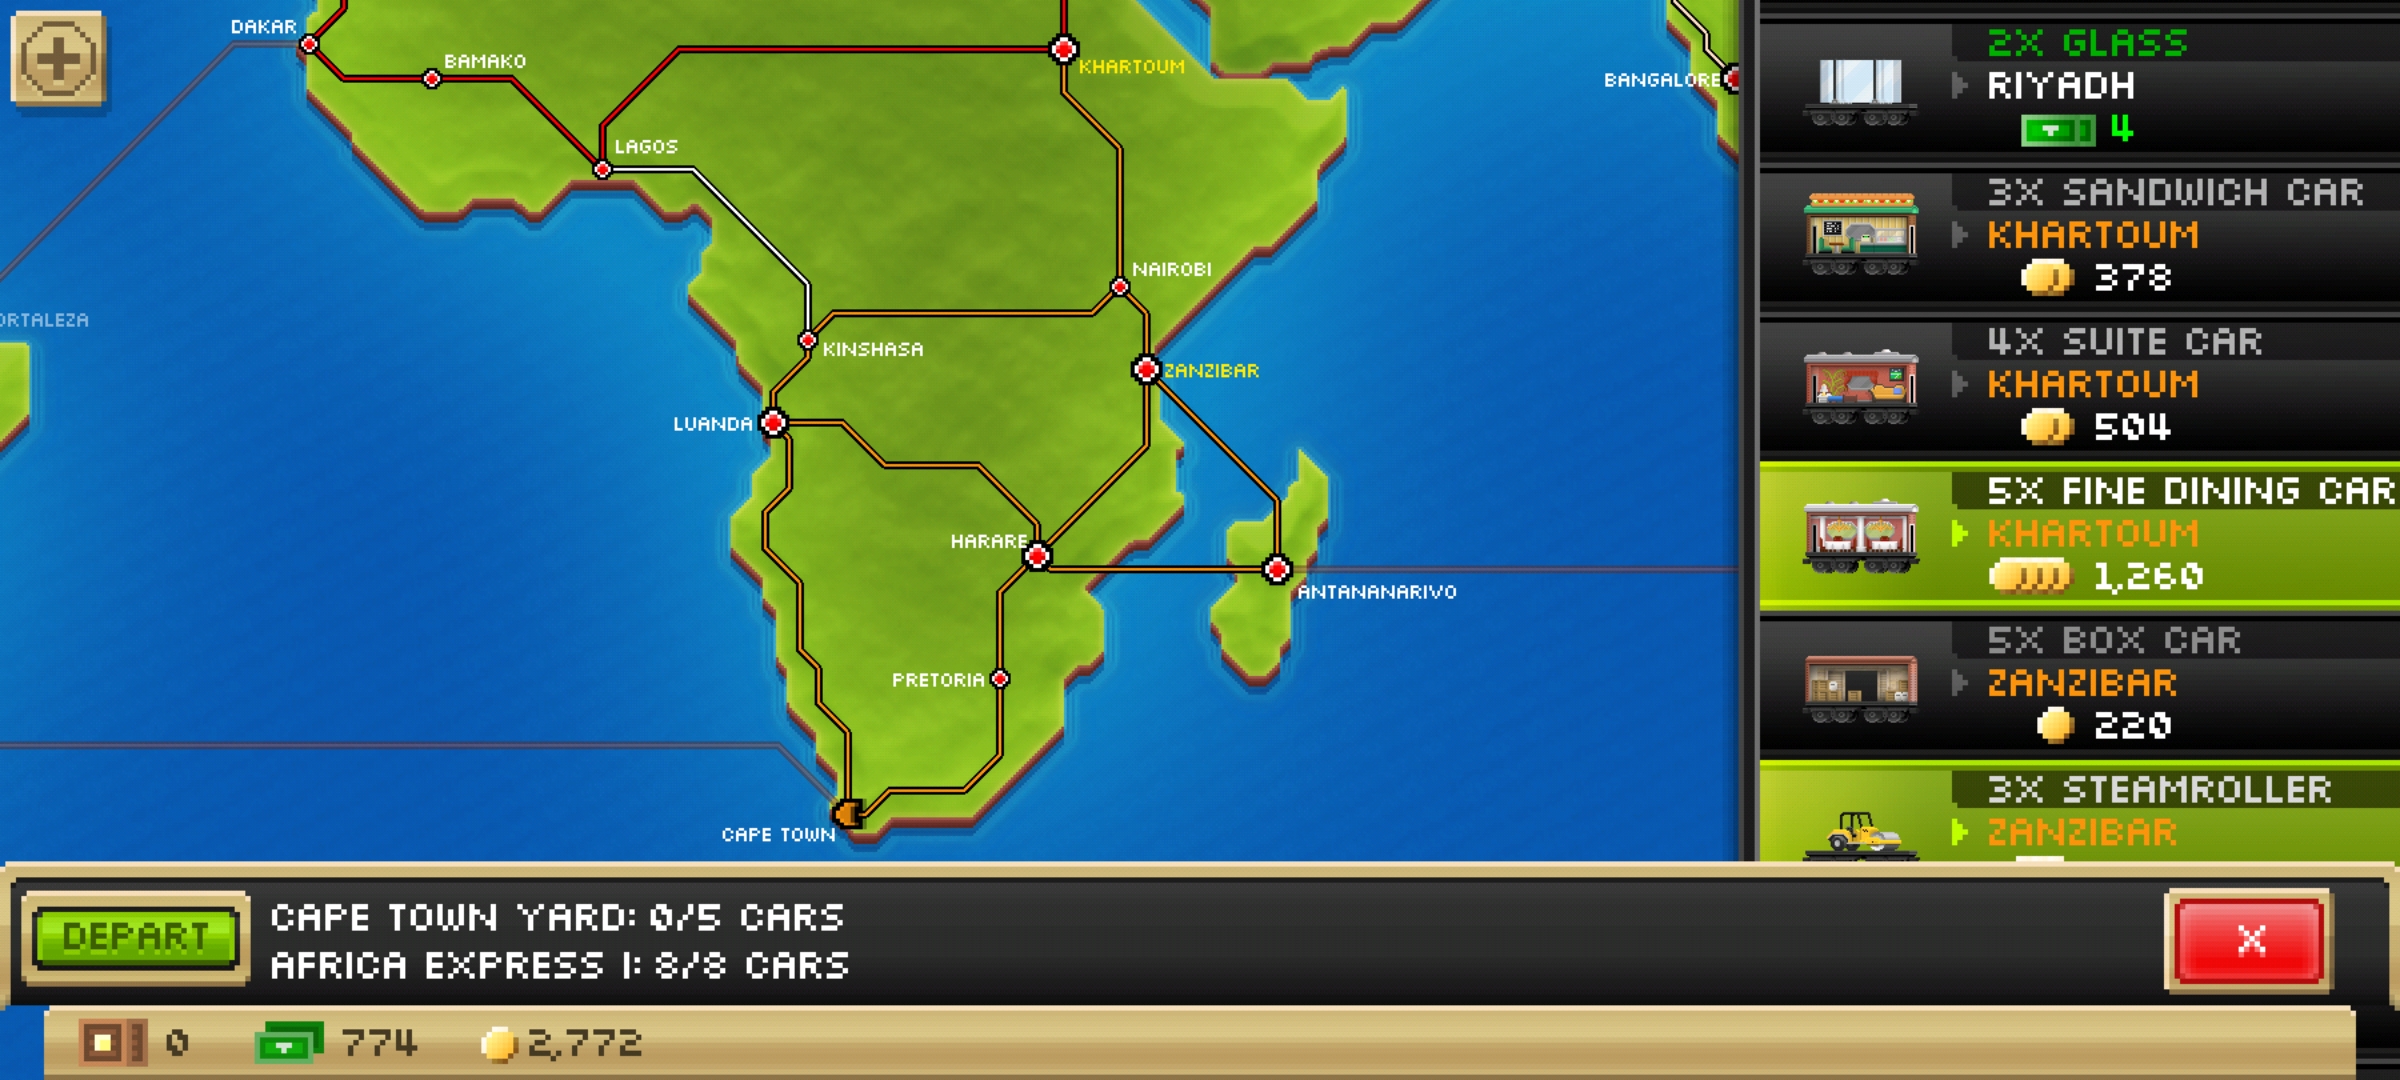 DAKAR
BAMAKO
KHARTOUM
BANGALORE
LAGOS
NAIROBI
ORTALEZA
KINSHASA
ZANZIBAR
LUANDA
HARARE
ANTANANARIVO
PRETORIA
CAPE TOWN
2X GLASS
RIYADH
4
3X SANDWICH CAR
KHARTOUM
378
4X SUITE CAR
KHARTOUM
504
5X FINE DINING CAR
KHARTOUM
1,260
5X BOX CAR
ZANZIBAR
220
3X STEAMROLLER
ZANZIBAR
DEPART
CAPE TOWN YARD: 0/5 CARS
AFRICA EXPRESS I: 8/8 CARS
X
0
774
2,772